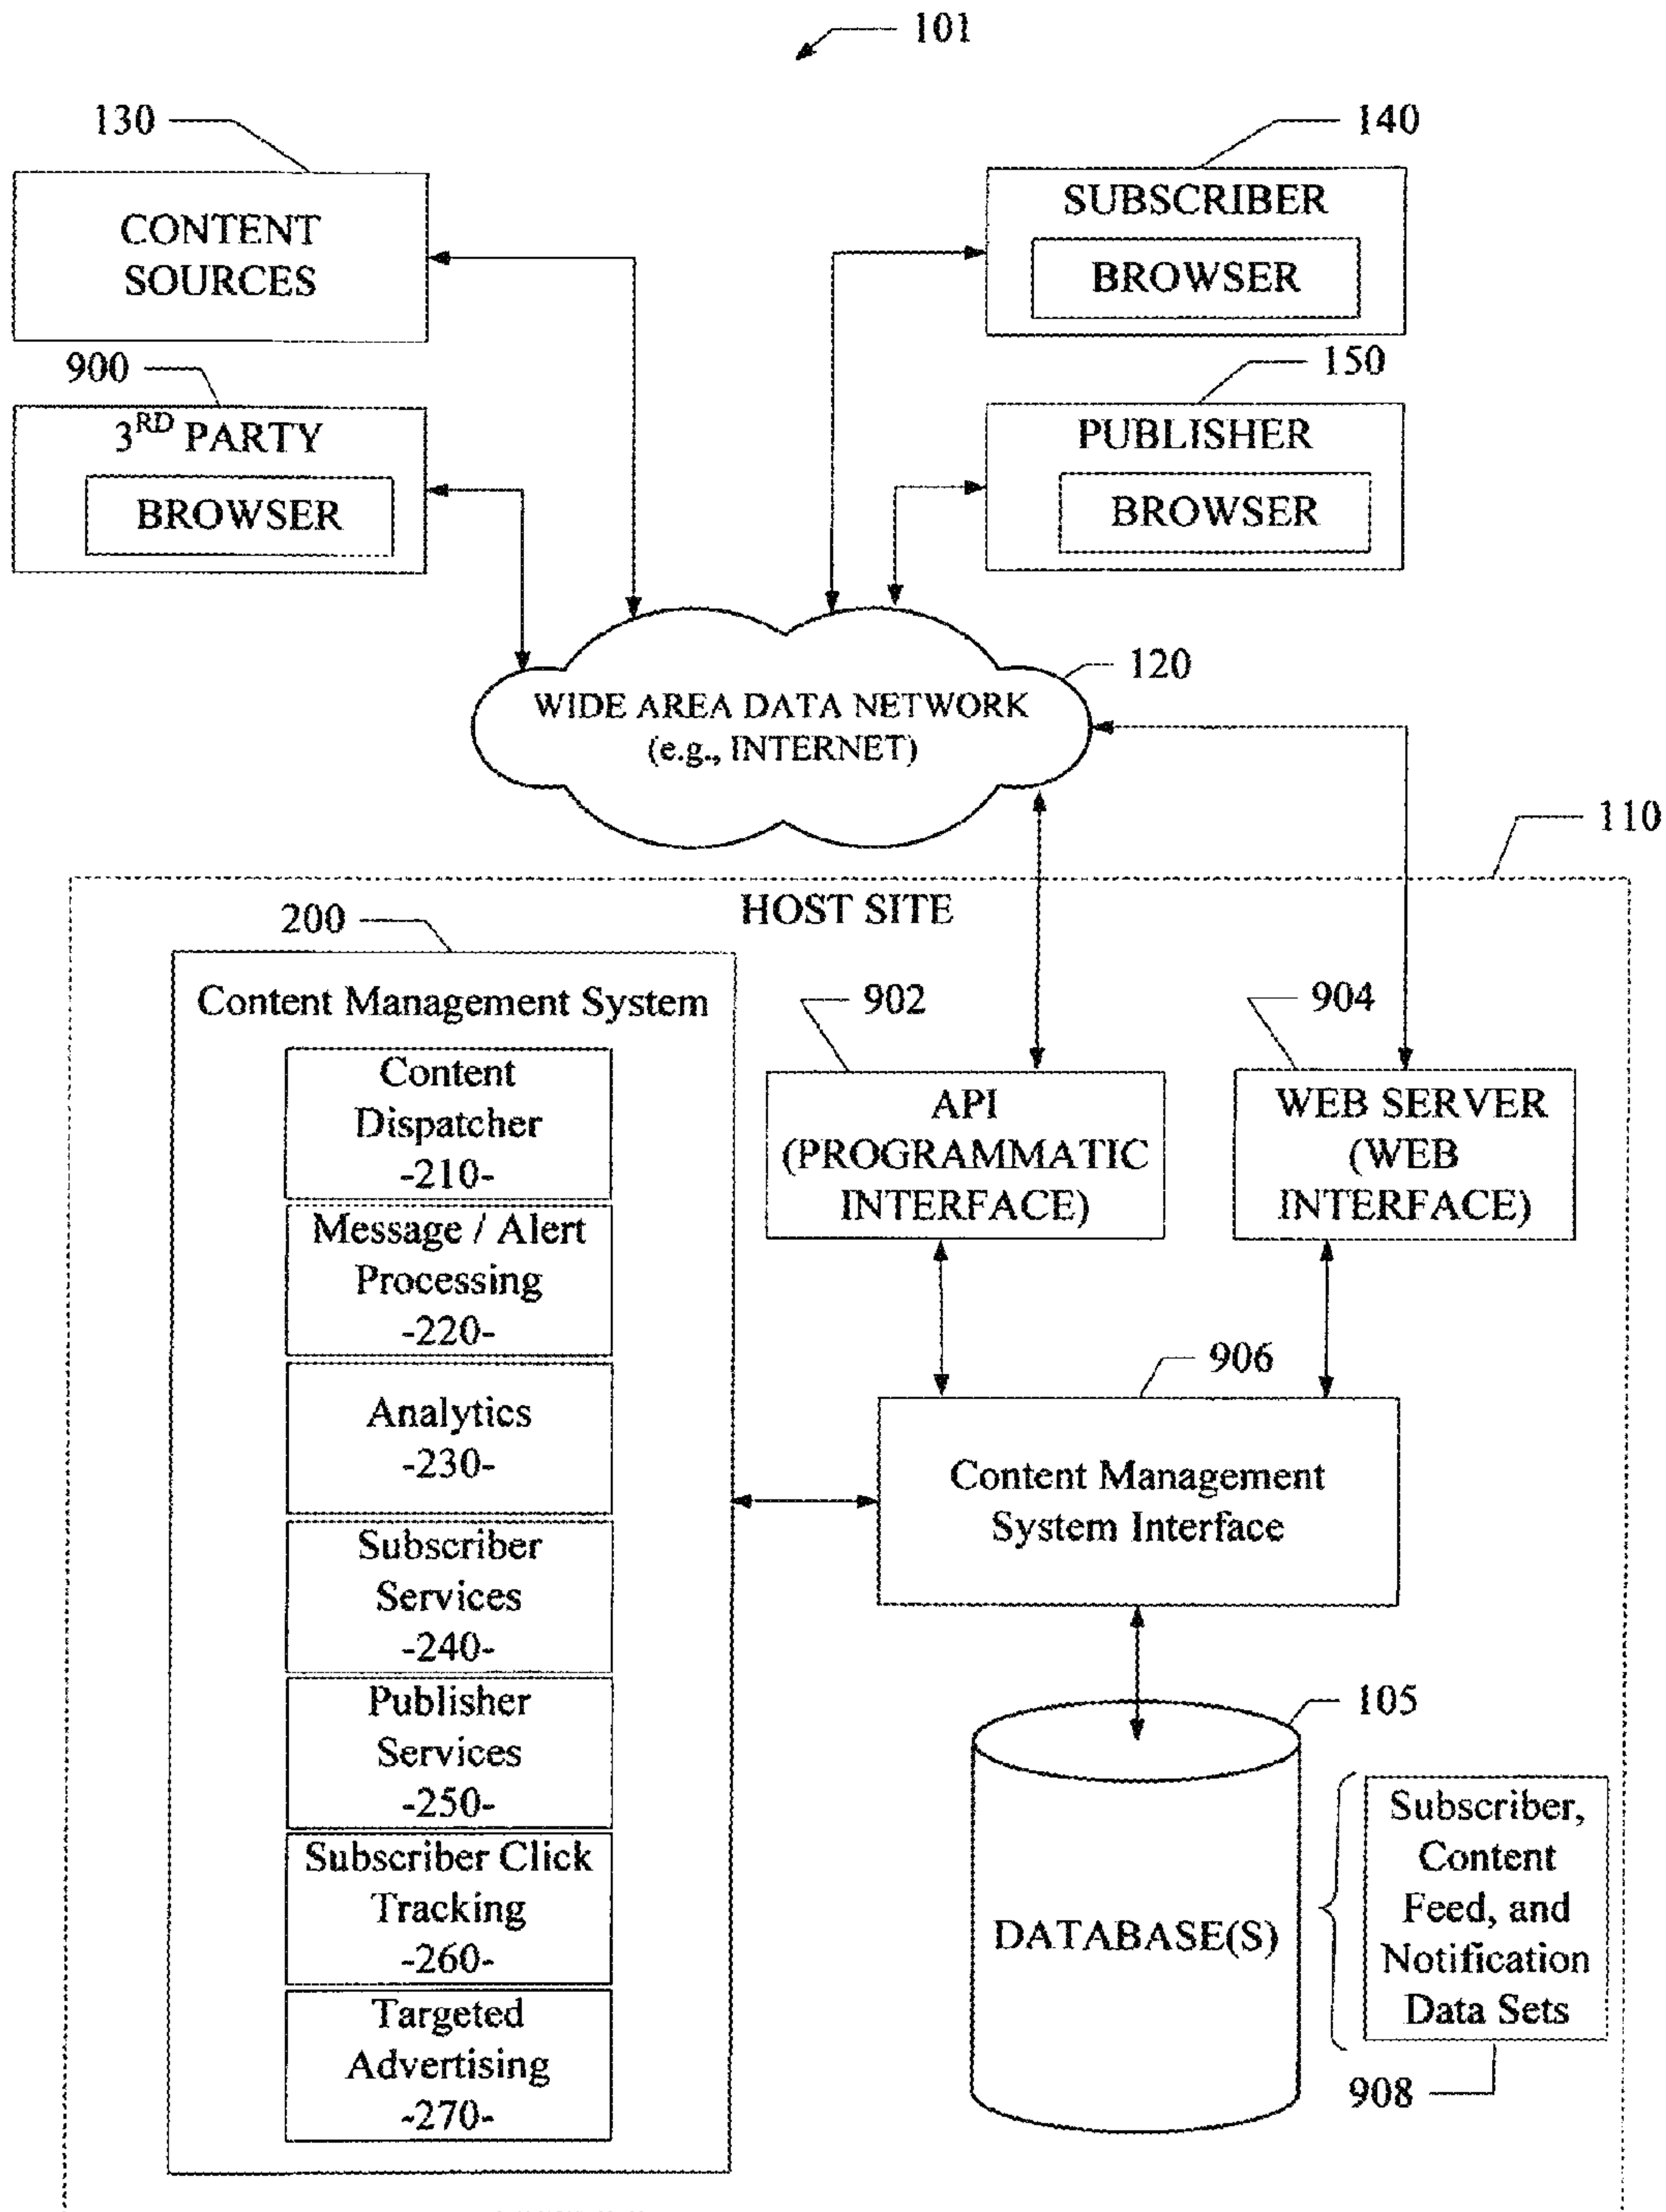 101
130
140
CONTENT
SOURCES
SUBSCRIBER
BROWSER
900
150
3RD PARTY
BROWSER
PUBLISHER
BROWSER
120
WIDE AREA DATA NETWORK
(e.g., INTERNET)
110
HOST SITE
200
Content Management System
Content
Dispatcher
-210-
Message / Alert
Processing
-220-
Analytics
-230-
Subscriber
Services
-240-
Publisher
Services
-250-
Subscriber Click
Tracking
-260-
Targeted
Advertising
-270-
902
API
(PROGRAMMATIC
INTERFACE)
904
WEB SERVER
(WEB
INTERFACE)
906
Content Management
System Interface
105
DATABASE(S)
Subscriber,
Content
Feed, and
Notification
Data Sets
908